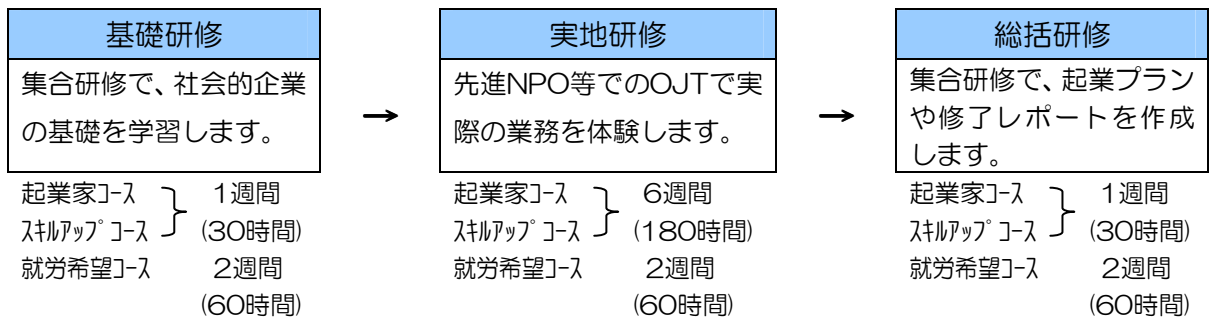 基礎研修
集合研修で、社会的企業
の基礎を学習します。
起業家ｺｰｽ 1週間
ｽｷﾙｱｯﾌﾟｺｰｽ (30時間)
就労希望ｺｰｽ 2週間
(60時間)
→
実地研修
先進NPO等でのOJTで実
際の業務を体験します。
起業家ｺｰｽ 6週間
ｽｷﾙｱｯﾌﾟｺｰｽ (180時間)
就労希望ｺｰｽ 2週間
(60時間)
→
総括研修
集合研修で、起業プラン
や修了レポートを作成
します。
起業家ｺｰｽ 1週間
ｽｷﾙｱｯﾌﾟｺｰｽ (30時間)
就労希望ｺｰｽ 2週間
(60時間)